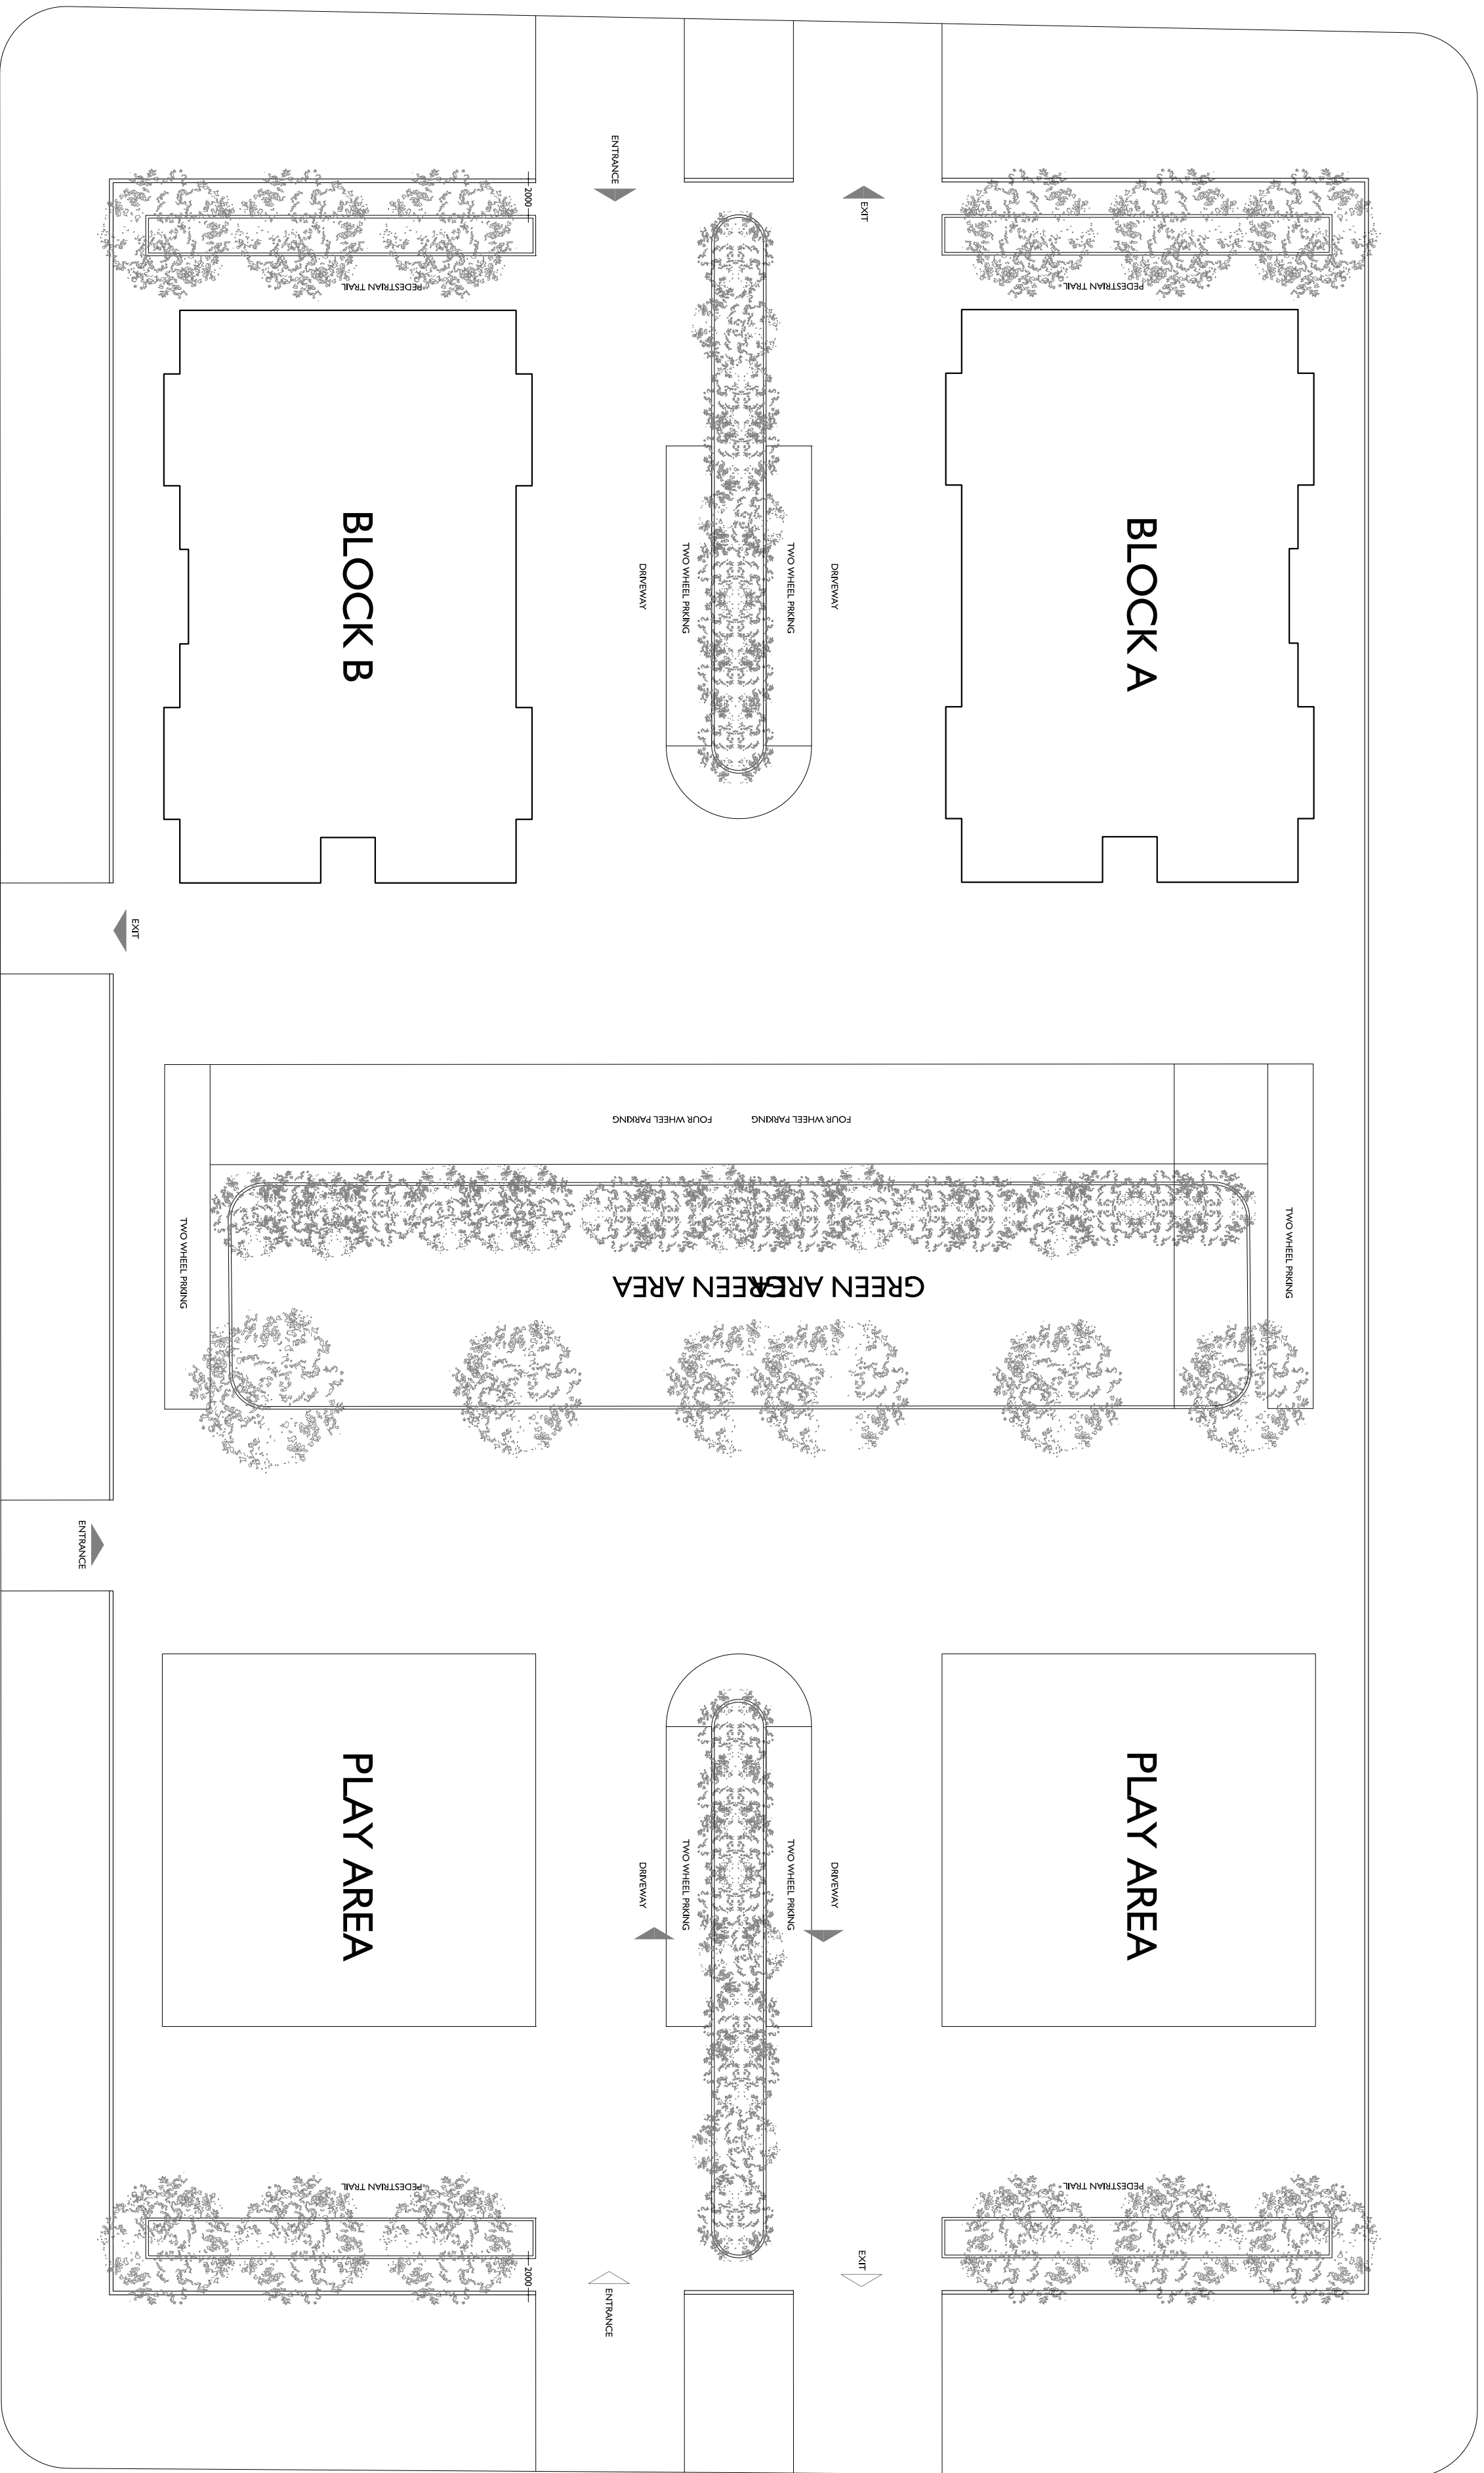 ENTRANCE
EXIT
2000
PEDESTRIAN TRAIL
PEDESTRIAN TRAIL
BLOCK B
DRIVEWAY
TWO WHEEL PRKING
TWO WHEEL PRKING
DRIVEWAY
BLOCK A
EXIT
FOUR WHEEL PARKING
FOUR WHEEL PARKING
TWO WHEEL PRKING
GREEN AREA
GREEN AREA
TWO WHEEL PRKING
ENTRANCE
PLAY AREA
DRIVEWAY
TWO WHEEL PRKING
TWO WHEEL PRKING
DRIVEWAY
PLAY AREA
PEDESTRIAN TRAIL
PEDESTRIAN TRAIL
2000
ENTRANCE
EXIT